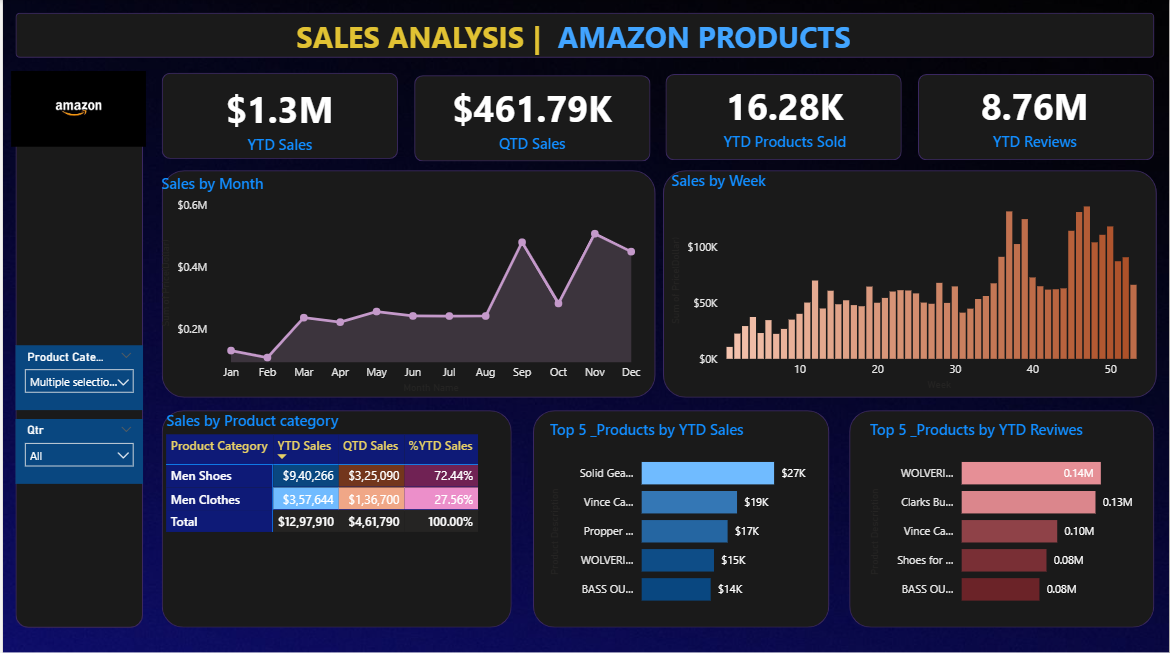 SALES ANALYSIS | AMAZON PRODUCTS
amazon
$1.3M
YTD Sales
$461.79K
QTD Sales
16.28K
YTD Products Sold
8.76M
YTD Reviews
Product Cate...
Multiple selectio...
Qtr
All
Sales by Month
$0.6M
$0.4M
$0.2M
Jan Feb Mar Apr May Jun Jul Aug Sep Oct Nov Dec
Month Name
Sales by Week
$100K
$50K
$0K
10 20 30 40 50
Week
Sales by Product category
Product Category YTD Sales QTD Sales %YTD Sales
Men Shoes $9,40,266 $3,25,090 72.44%
Men Clothes $3,57,644 $1,36,700 27.56%
Total $12,97,910 $4,61,790 100.00%
Top 5 _Products by YTD Sales
Product Description
Solid Gea... $27K
Vince Ca... $19K
Propper ... $17K
WOLVERI... $15K
BASS OU... $14K
Top 5 _Products by YTD Reviwes
Product Description
WOLVERI... 0.14M
Clarks Bu... 0.13M
Vince Ca... 0.10M
Shoes for ... 0.08M
BASS OU... 0.08M